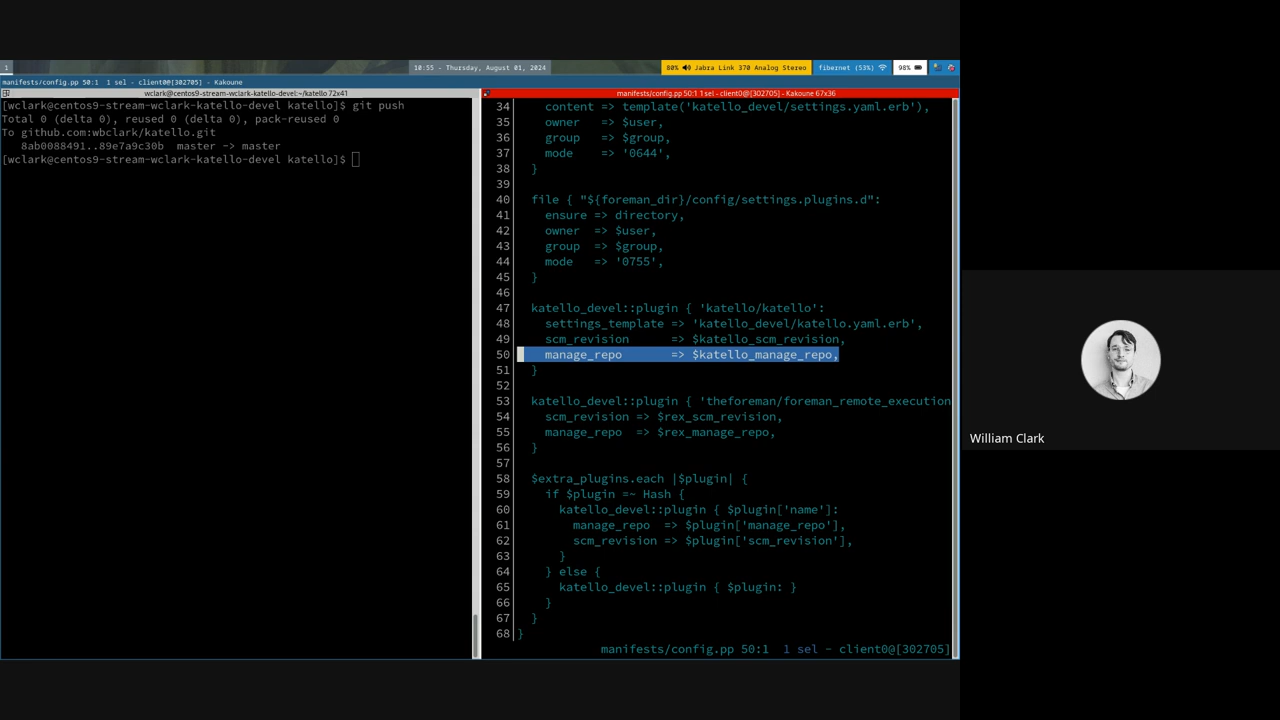 1
10:55 - Thursday, August 01, 2024
80% Jabra Link 370 Analog Stereo
fibernet (53%)
98%
manifests/config.pp 50:1 1 sel - client0@[302705] - Kakoune
wclark@centos9-stream-wclark-katello-devel:~/katello 72x41
[wclark@centos9-stream-wclark-katello-devel katello]$ git push
Total 0 (delta 0), reused 0 (delta 0), pack-reused 0
To github.com:wbclark/katello.git
   8ab0088491..89e7a9c30b  master -> master
[wclark@centos9-stream-wclark-katello-devel katello]$
manifests/config.pp 50:1 1 sel - client0@[302705] - Kakoune 67x36
34     content => template('katello_devel/settings.yaml.erb'),
35     owner   => $user,
36     group   => $group,
37     mode    => '0644',
38   }
39
40   file { "${foreman_dir}/config/settings.plugins.d":
41     ensure => directory,
42     owner  => $user,
43     group  => $group,
44     mode   => '0755',
45   }
46
47   katello_devel::plugin { 'katello/katello':
48     settings_template => 'katello_devel/katello.yaml.erb',
49     scm_revision      => $katello_scm_revision,
50     manage_repo       => $katello_manage_repo,
51   }
52
53   katello_devel::plugin { 'theforeman/foreman_remote_execution
54     scm_revision => $rex_scm_revision,
55     manage_repo  => $rex_manage_repo,
56   }
57
58   $extra_plugins.each |$plugin| {
59     if $plugin =~ Hash {
60       katello_devel::plugin { $plugin['name']:
61         manage_repo  => $plugin['manage_repo'],
62         scm_revision => $plugin['scm_revision'],
63       }
64     } else {
65       katello_devel::plugin { $plugin: }
66     }
67   }
68 }
manifests/config.pp 50:1 1 sel - client0@[302705]
William Clark